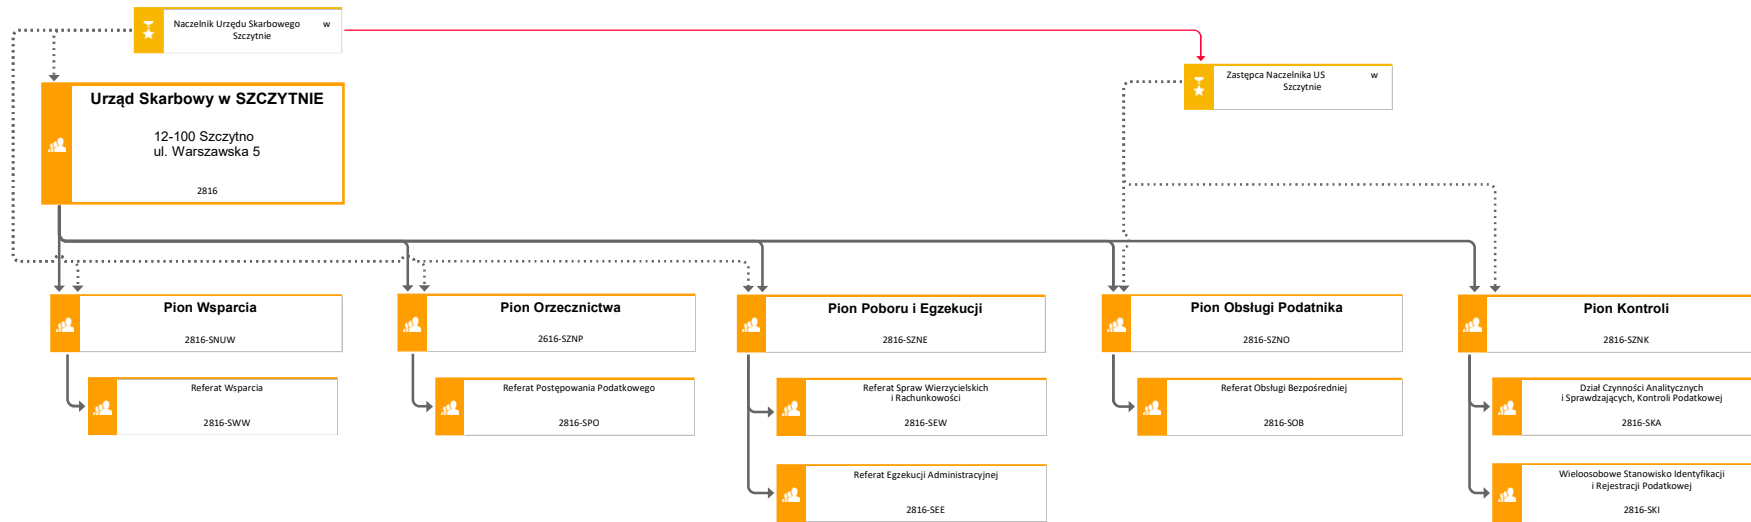 Naczelnik Urzędu Skarbowego w
Szczytnie
Zastępca Naczelnika US w
Szczytnie
Urząd Skarbowy w SZCZYTNIE
12-100 Szczytno
ul. Warszawska 5
2816
Pion Wsparcia
2816-SNUW
Pion Orzecznictwa
2616-SZNP
Pion Poboru i Egzekucji
2816-SZNE
Pion Obsługi Podatnika
2816-SZNO
Pion Kontroli
2816-SZNK
Referat Wsparcia
2816-SWW
Referat Postępowania Podatkowego
2816-SPO
Referat Spraw Wierzycielskich
i Rachunkowości
2816-SEW
Referat Obsługi Bezpośredniej
2816-SOB
Dział Czynności Analitycznych
i Sprawdzających, Kontroli Podatkowej
2816-SKA
Referat Egzekucji Administracyjnej
2816-SEE
Wieloosobowe Stanowisko Identyfikacji
i Rejestracji Podatkowej
2816-SKI